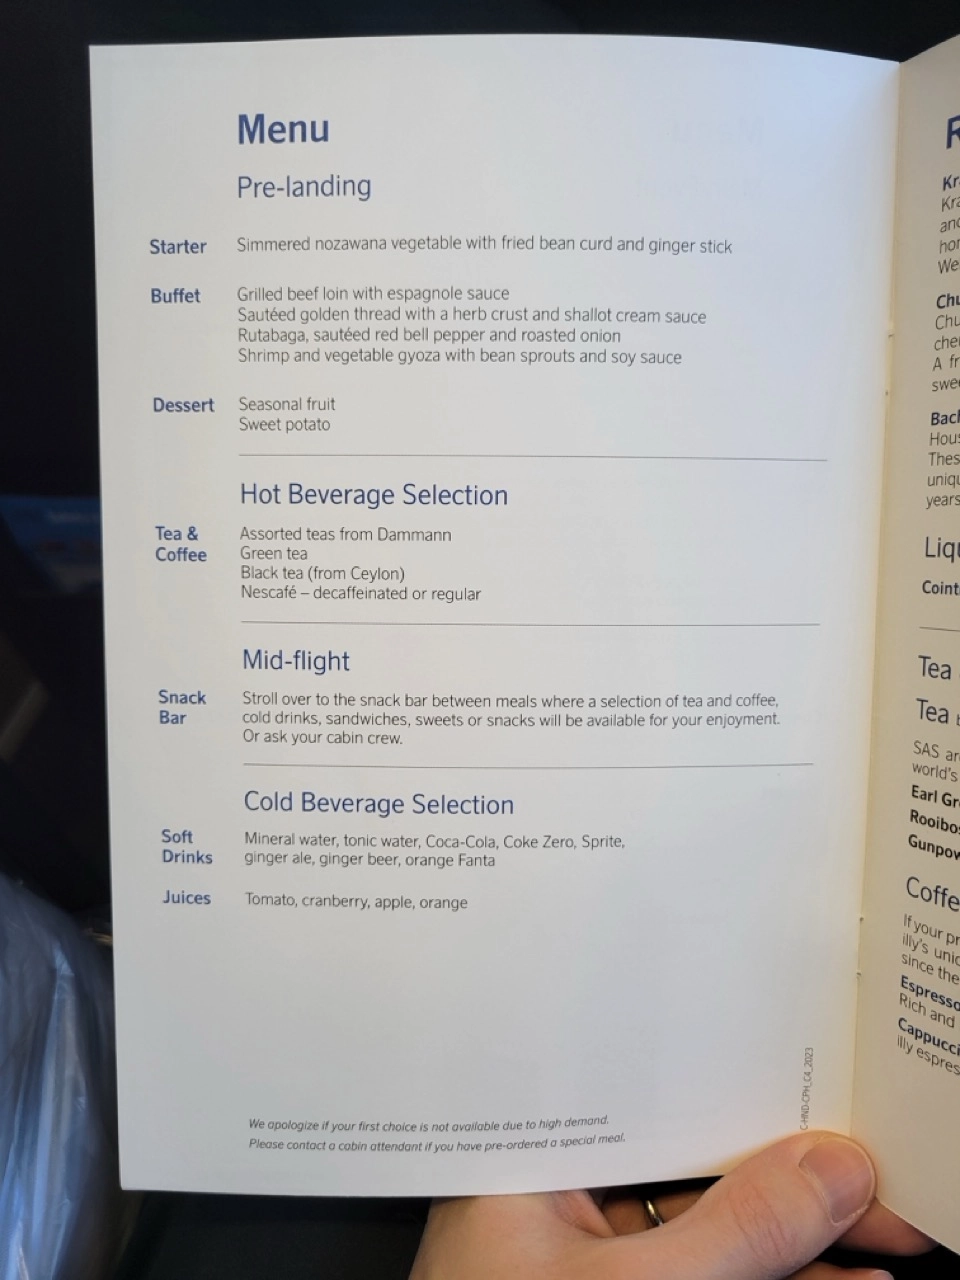 Menu
Pre-landing
Starter Simmered nozawana vegetable with fried bean curd and ginger stick
Buffet Grilled beef loin with espagnole sauce
Sautéed golden thread with a herb crust and shallot cream sauce
Rutabaga, sautéed red bell pepper and roasted onion
Shrimp and vegetable gyoza with bean sprouts and soy sauce
Dessert Seasonal fruit
Sweet potato
Hot Beverage Selection
Tea & Assorted teas from Dammann
Coffee Green tea
Black tea (from Ceylon)
Nescafé – decaffeinated or regular
Mid-flight
Snack Stroll over to the snack bar between meals where a selection of tea and coffee,
Bar cold drinks, sandwiches, sweets or snacks will be available for your enjoyment.
Or ask your cabin crew.
Cold Beverage Selection
Soft Mineral water, tonic water, Coca-Cola, Coke Zero, Sprite,
Drinks ginger ale, ginger beer, orange Fanta
Juices Tomato, cranberry, apple, orange
We apologize if your first choice is not available due to high demand.
Please contact a cabin attendant if you have pre-ordered a special meal.
C-HND-CPH_C4_2023
R
Kr
Kra
and
hor
We
Chu
Chu
che
A fr
swe
Bac
Hou
Thes
uniqu
years
Liqu
Coint
Tea
Tea
SAS ar
world's
Earl Gr
Rooibo
Gunpow
Coffe
If your pr
illy's uniq
since the
Espresso
Rich and
Cappucci
illy espres